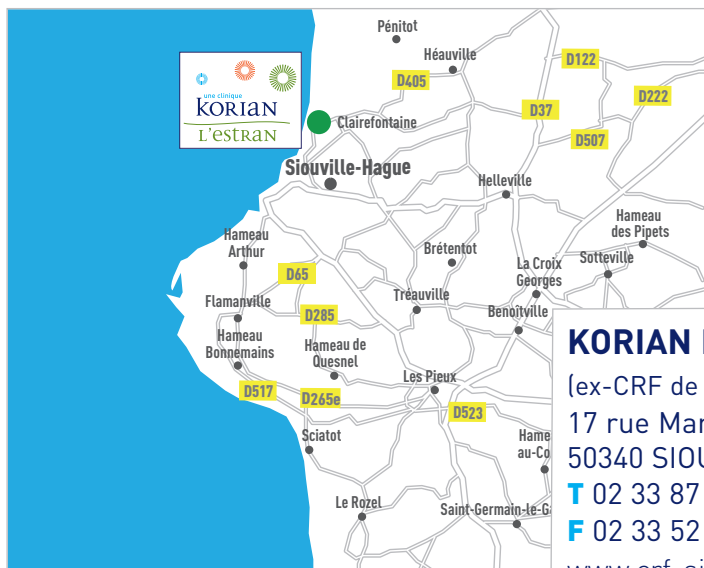 Pénitot
Héauville
D122
D405
D222
une clinique
KORIAN
L'ESTRAN
D37
Clairefontaine
D507
Siouville-Hague
Helleville
Hameau
des Pipets
Hameau
Arthur
Brétentot
La Croix
Georges
Sotteville
D65
Tréauville
Flamanville
D285
Benoîtville
Hameau
Bonnemains
Hameau de
Quesnel
Les Pieux
D517
D265e
D523
Sciatot
Hame
au-Co
Le Rozel
Saint-Germain-le-G
KORIAN
(ex-CRF de
17 rue Mar
50340 SIOU
T 02 33 87
F 02 33 52